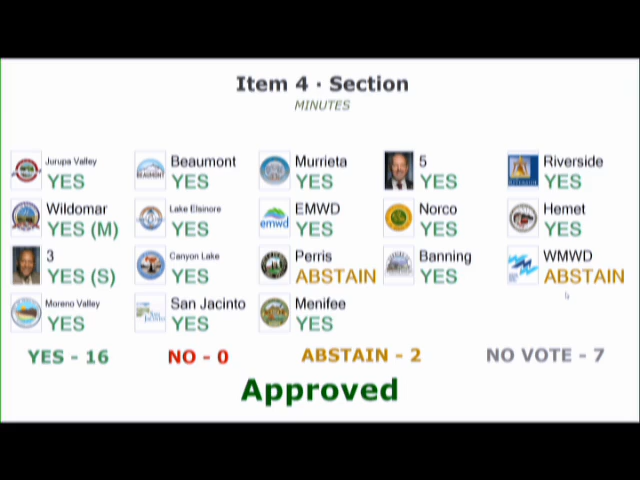 Item 4 · Section
MINUTES
Jurupa Valley
YES
Beaumont
YES
Murrieta
YES
5
YES
Riverside
YES
Wildomar
YES (M)
Lake Elsinore
YES
EMWD
YES
Norco
YES
Hemet
YES
3
YES (S)
Canyon Lake
YES
Perris
ABSTAIN
Banning
YES
WMWD
ABSTAIN
Moreno Valley
YES
San Jacinto
YES
Menifee
YES
YES - 16
NO - 0
ABSTAIN - 2
NO VOTE - 7
Approved
BEAUMONT
emwd